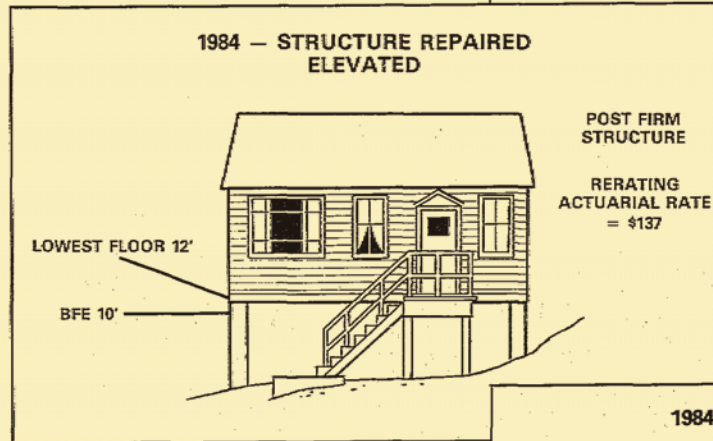 1984 — STRUCTURE REPAIRED
ELEVATED
POST FIRM
STRUCTURE
RERATING
ACTUARIAL RATE
= $137
LOWEST FLOOR 12'
BFE 10'
1984